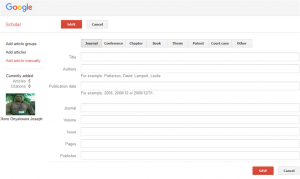 Google
Scholar
SAVE Cancel
Add article groups
Add articles
Add article manually
Currently added
Articles: 8
Citations: 0
Journal Conference Chapter Book Thesis Patent Court case Other
Title
Authors
For example: Patterson, David; Lamport, Leslie
Publication date
For example, 2008, 2008/12 or 2008/12/31.
Journal
Volume
Issue
Pages
Publisher
SAVE Cancel